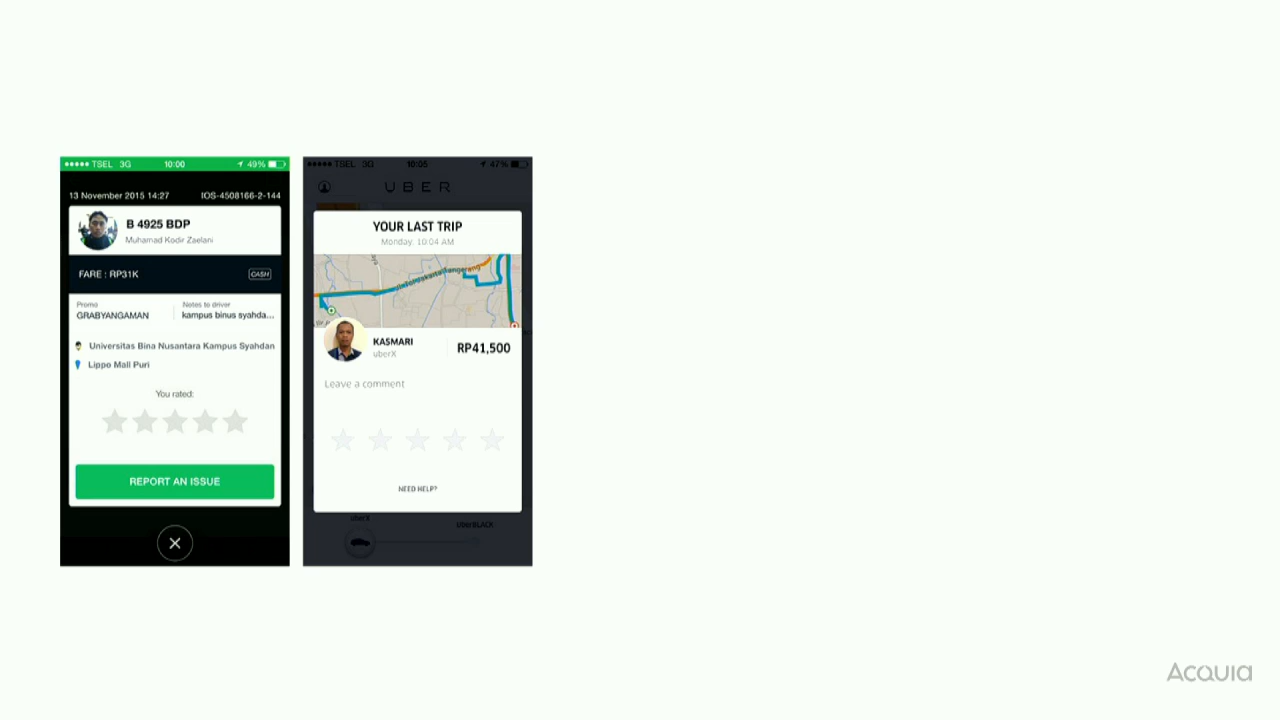 TSEL 3G 10:00 49%
13 November 2015 14:27 IOS-4508166-2-144
B 4925 BDP
Muhamad Kodir Zaelani
FARE : RP31K CASH
Promo Notes to driver
GRABYANGAMAN kampus binus syahda...
Universitas Bina Nusantara Kampus Syahdan
Lippo Mall Puri
You rated:
REPORT AN ISSUE
TSEL 3G 10:05 47%
UBER
YOUR LAST TRIP
Monday, 10:04 AM
KASMARI
uberX
RP41,500
Leave a comment
NEED HELP?
uberX
UberBLACK
Acquia